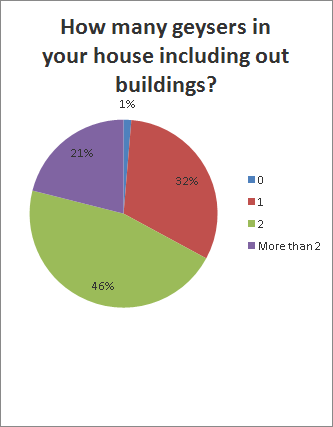 How many geysers in
your house including out
buildings?
1%
21%
32%
46%
0
1
2
More than 2